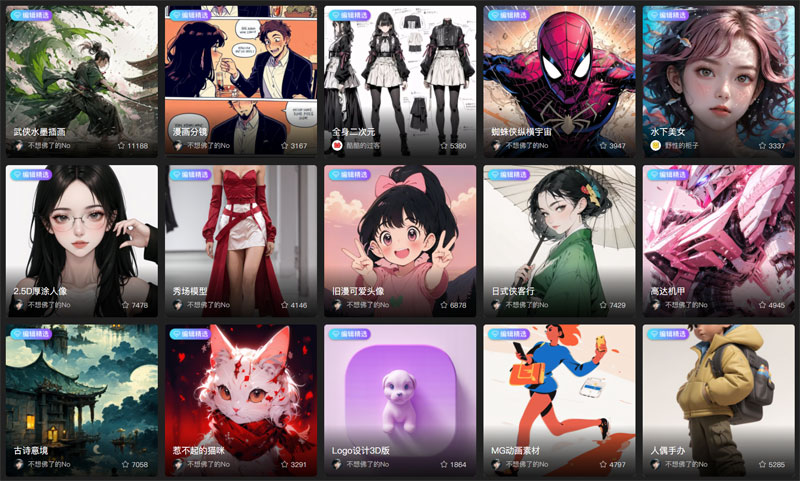 编辑精选
编辑精选
编辑精选
编辑精选
编辑精选
武侠水墨插画
漫画分镜
全身二次元
蜘蛛侠纵横宇宙
水下美女
不想佛了的No
11188
不想佛了的No
3167
酷酷的过客
5380
不想佛了的No
3947
野性的柜子
3337
编辑精选
编辑精选
编辑精选
编辑精选
编辑精选
2.5D厚涂人像
秀场模型
旧漫可爱头像
日式侠客行
高达机甲
不想佛了的No
7478
不想佛了的No
4146
不想佛了的No
6878
不想佛了的No
7429
不想佛了的No
4945
编辑精选
编辑精选
编辑精选
编辑精选
编辑精选
古诗意境
惹不起的猫咪
Logo设计3D版
MG动画素材
人偶手办
不想佛了的No
7058
不想佛了的No
3291
不想佛了的No
1864
不想佛了的No
4797
不想佛了的No
5285